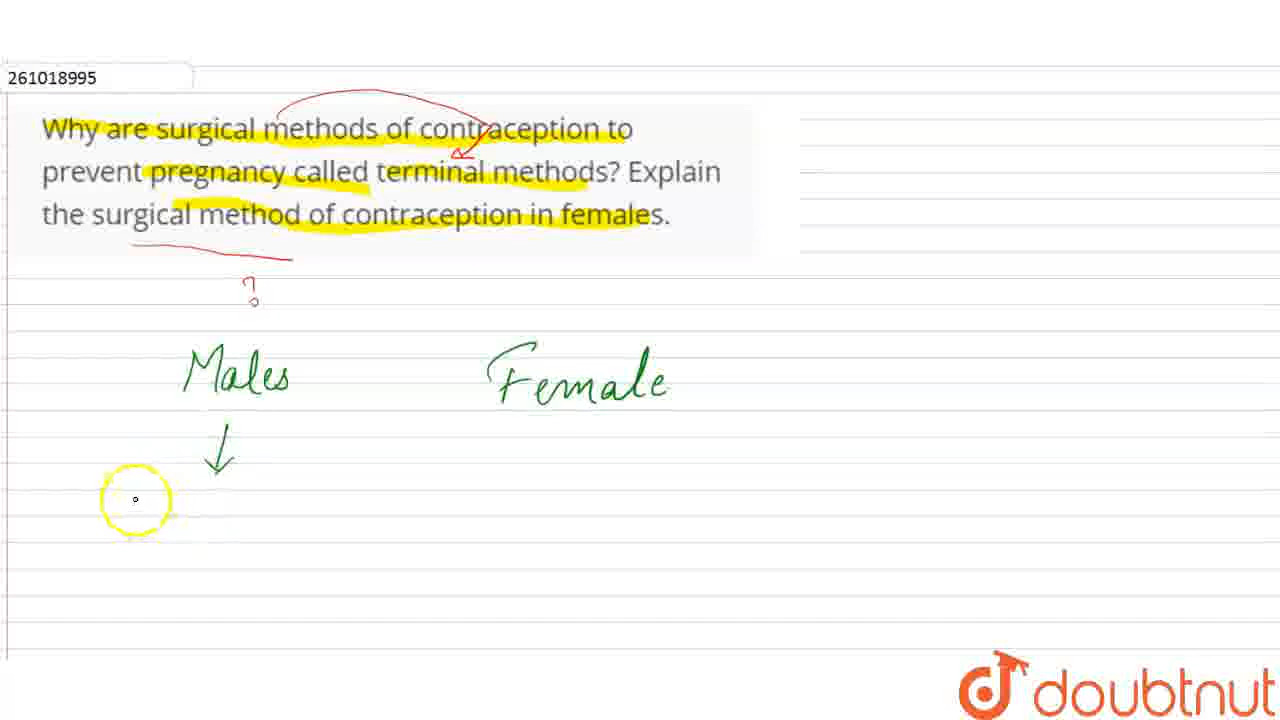 261018995
Why are surgical methods of contraception to
prevent pregnancy called terminal methods? Explain
the surgical method of contraception in females.
?
Males Female
doubtnut